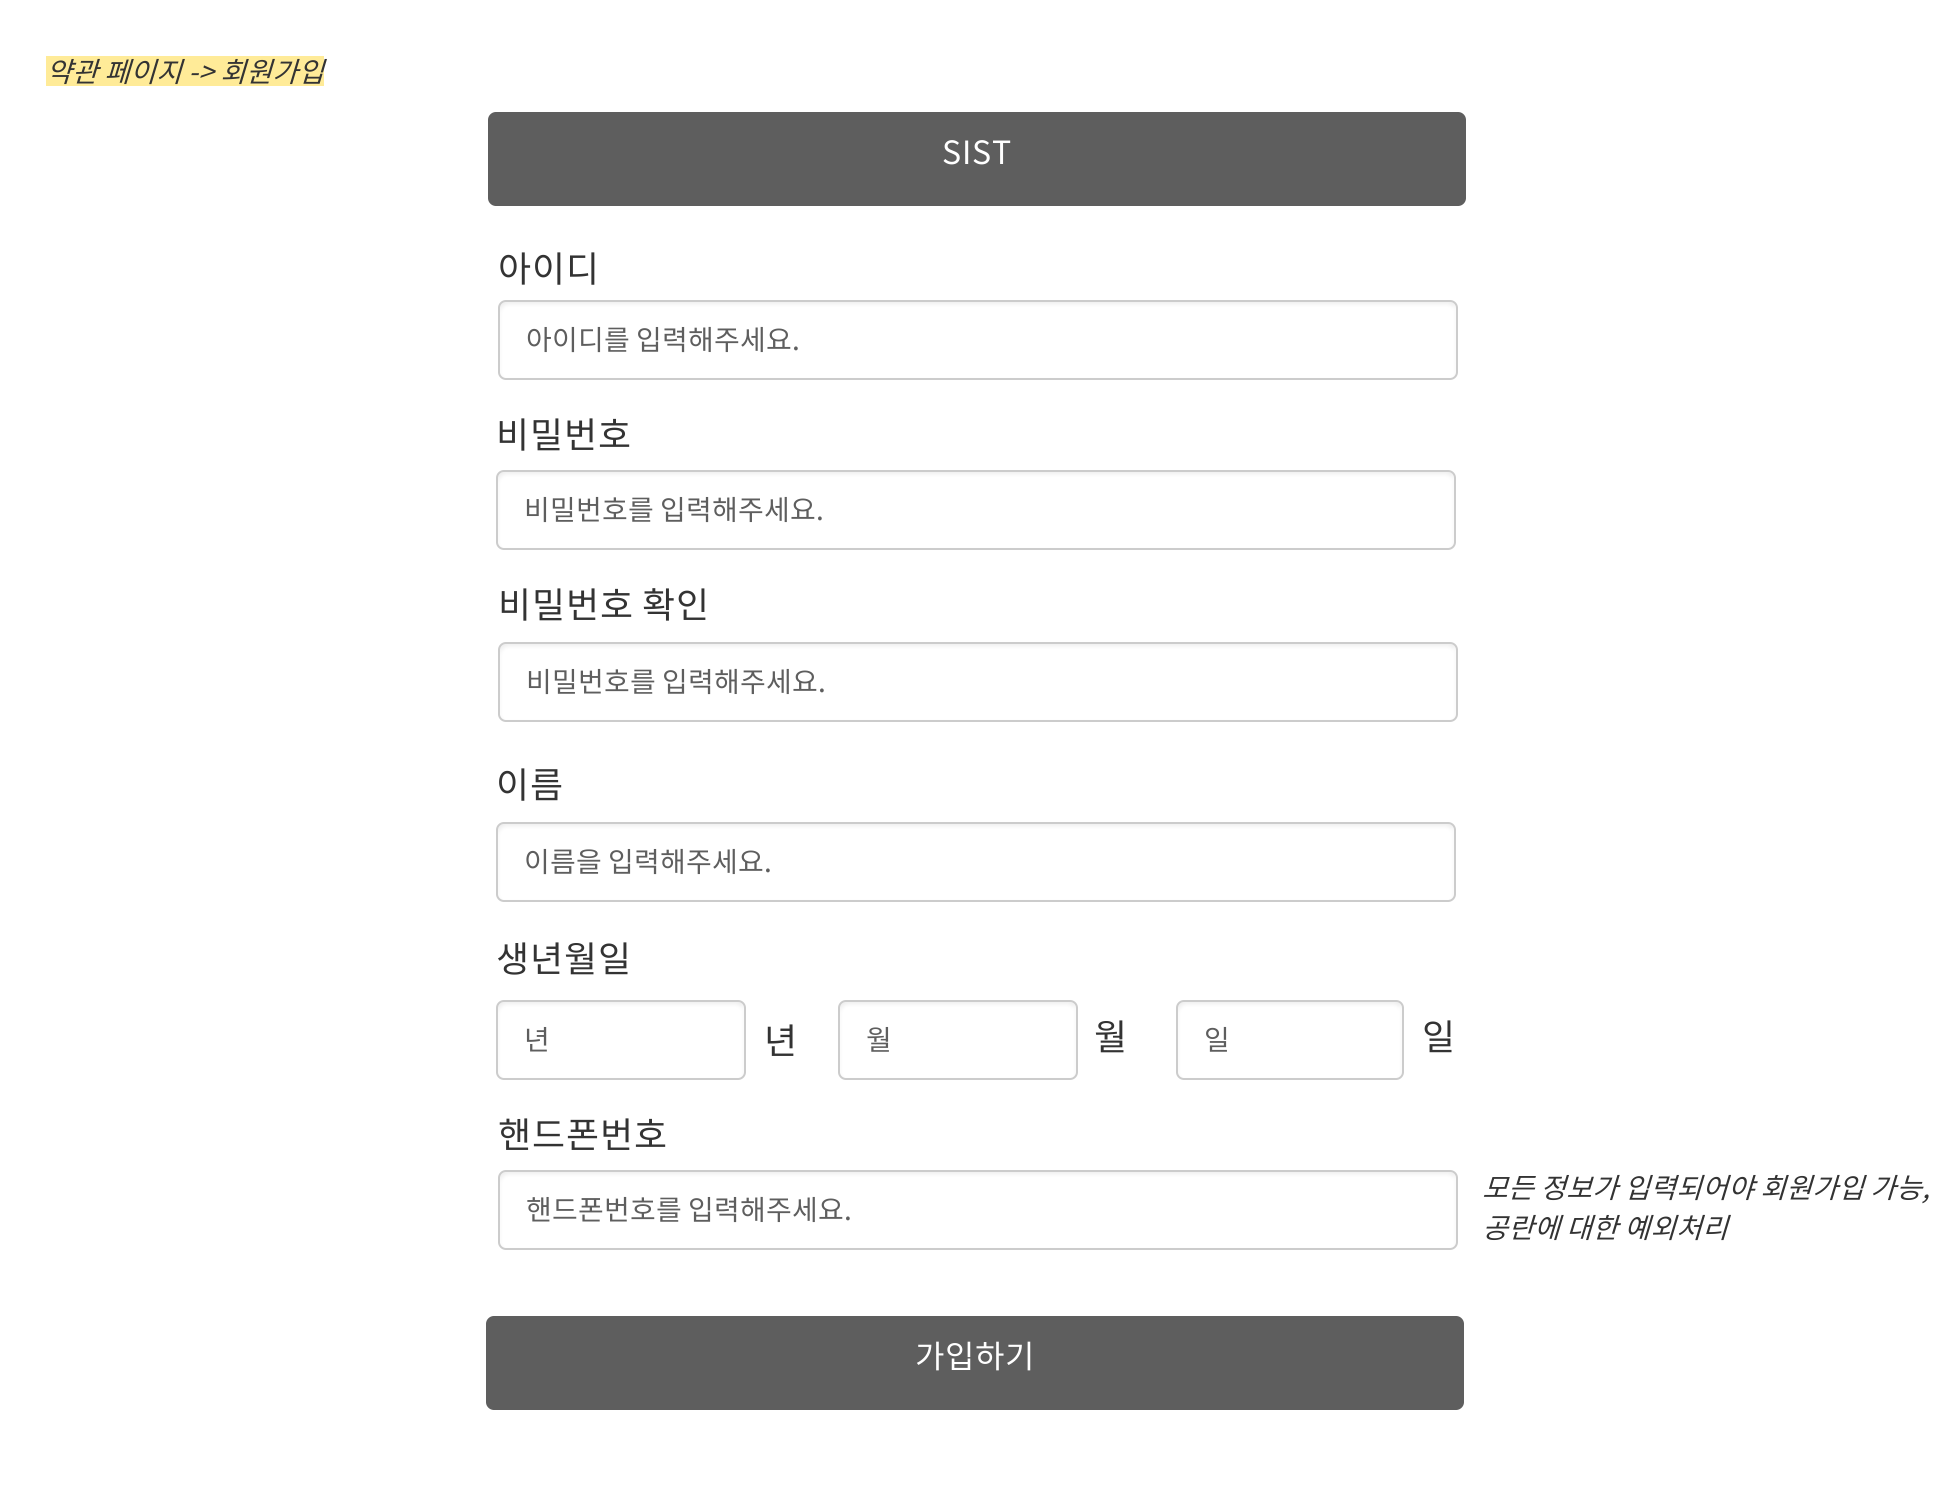 약관 페이지 -> 회원가입
SIST
아이디
아이디를 입력해주세요.
비밀번호
비밀번호를 입력해주세요.
비밀번호 확인
비밀번호를 입력해주세요.
이름
이름을 입력해주세요.
생년월일
년 년 월 월 일 일
핸드폰번호
핸드폰번호를 입력해주세요.
모든 정보가 입력되어야 회원가입 가능,
공란에 대한 예외처리
가입하기